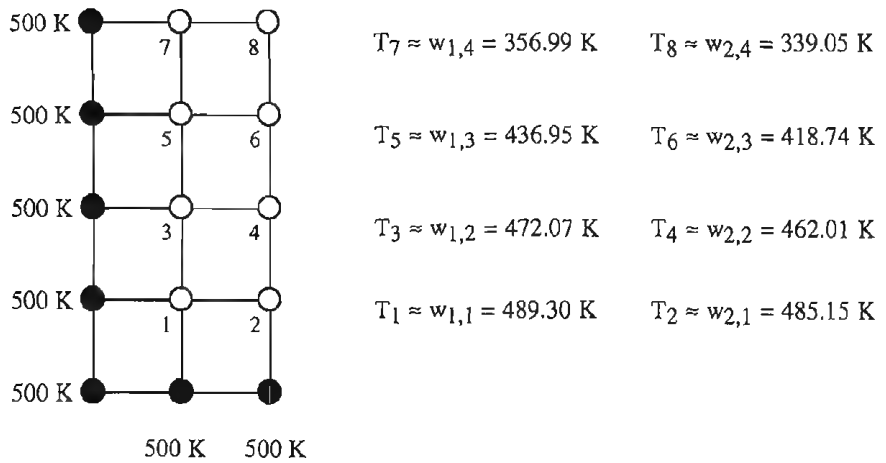 500 K 7 8 T₇ ≈ w₁,₄ = 356.99 K T₈ ≈ w₂,₄ = 339.05 K
500 K 5 6 T₅ ≈ w₁,₃ = 436.95 K T₆ ≈ w₂,₃ = 418.74 K
500 K 3 4 T₃ ≈ w₁,₂ = 472.07 K T₄ ≈ w₂,₂ = 462.01 K
500 K 1 2 T₁ ≈ w₁,₁ = 489.30 K T₂ ≈ w₂,₁ = 485.15 K
500 K
500 K 500 K